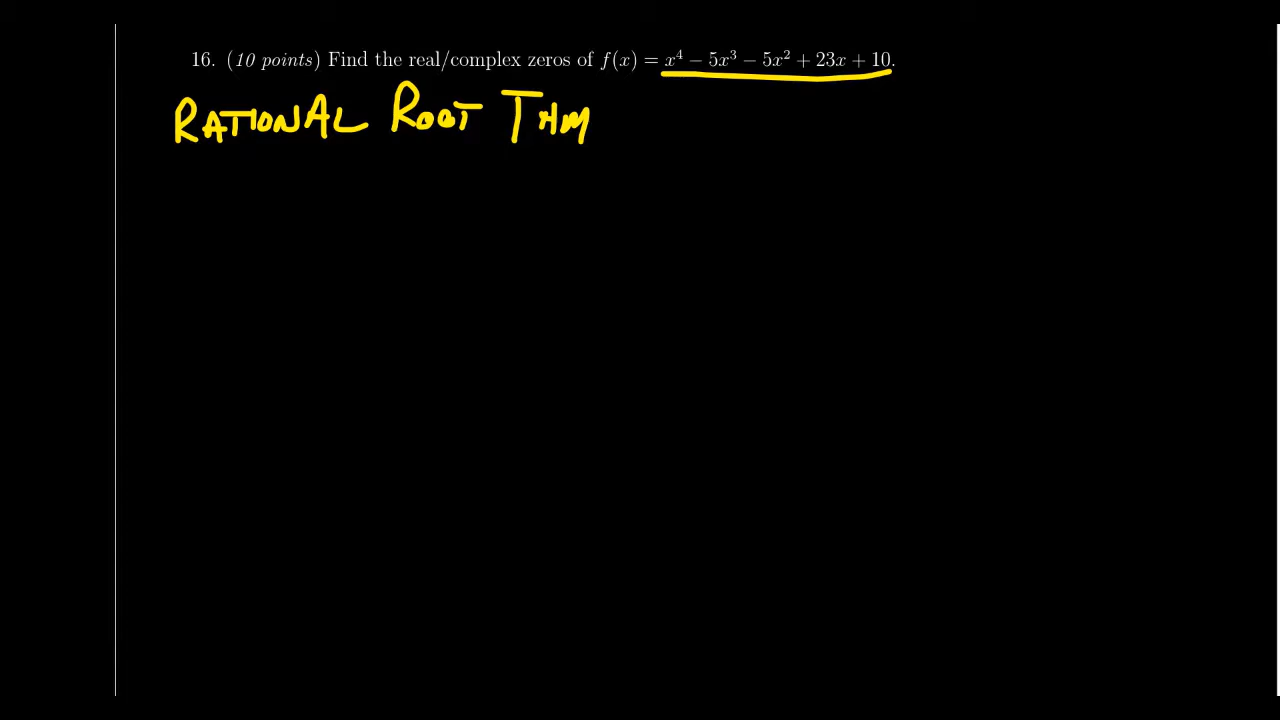 16. (10 points) Find the real/complex zeros of f(x) = x⁴ − 5x³ − 5x² + 23x + 10.
RATIONAL ROOT THM